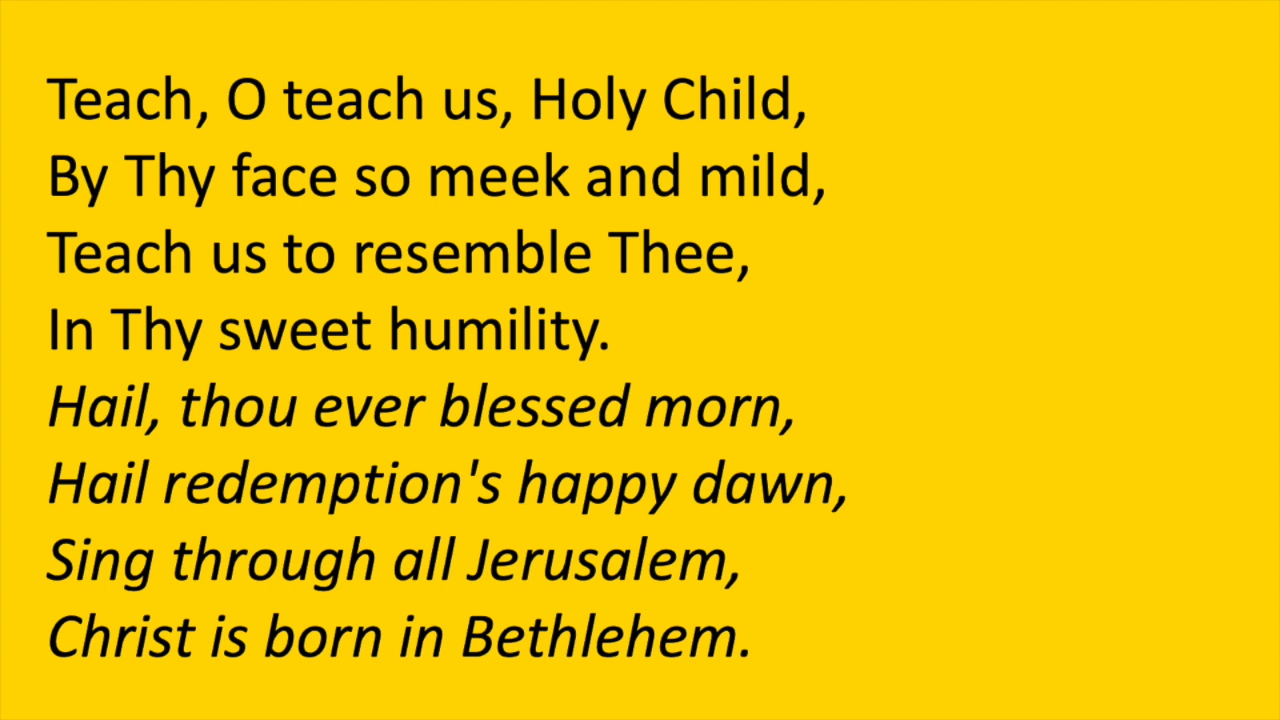 Teach, O teach us, Holy Child,
By Thy face so meek and mild,
Teach us to resemble Thee,
In Thy sweet humility.
Hail, thou ever blessed morn,
Hail redemption's happy dawn,
Sing through all Jerusalem,
Christ is born in Bethlehem.